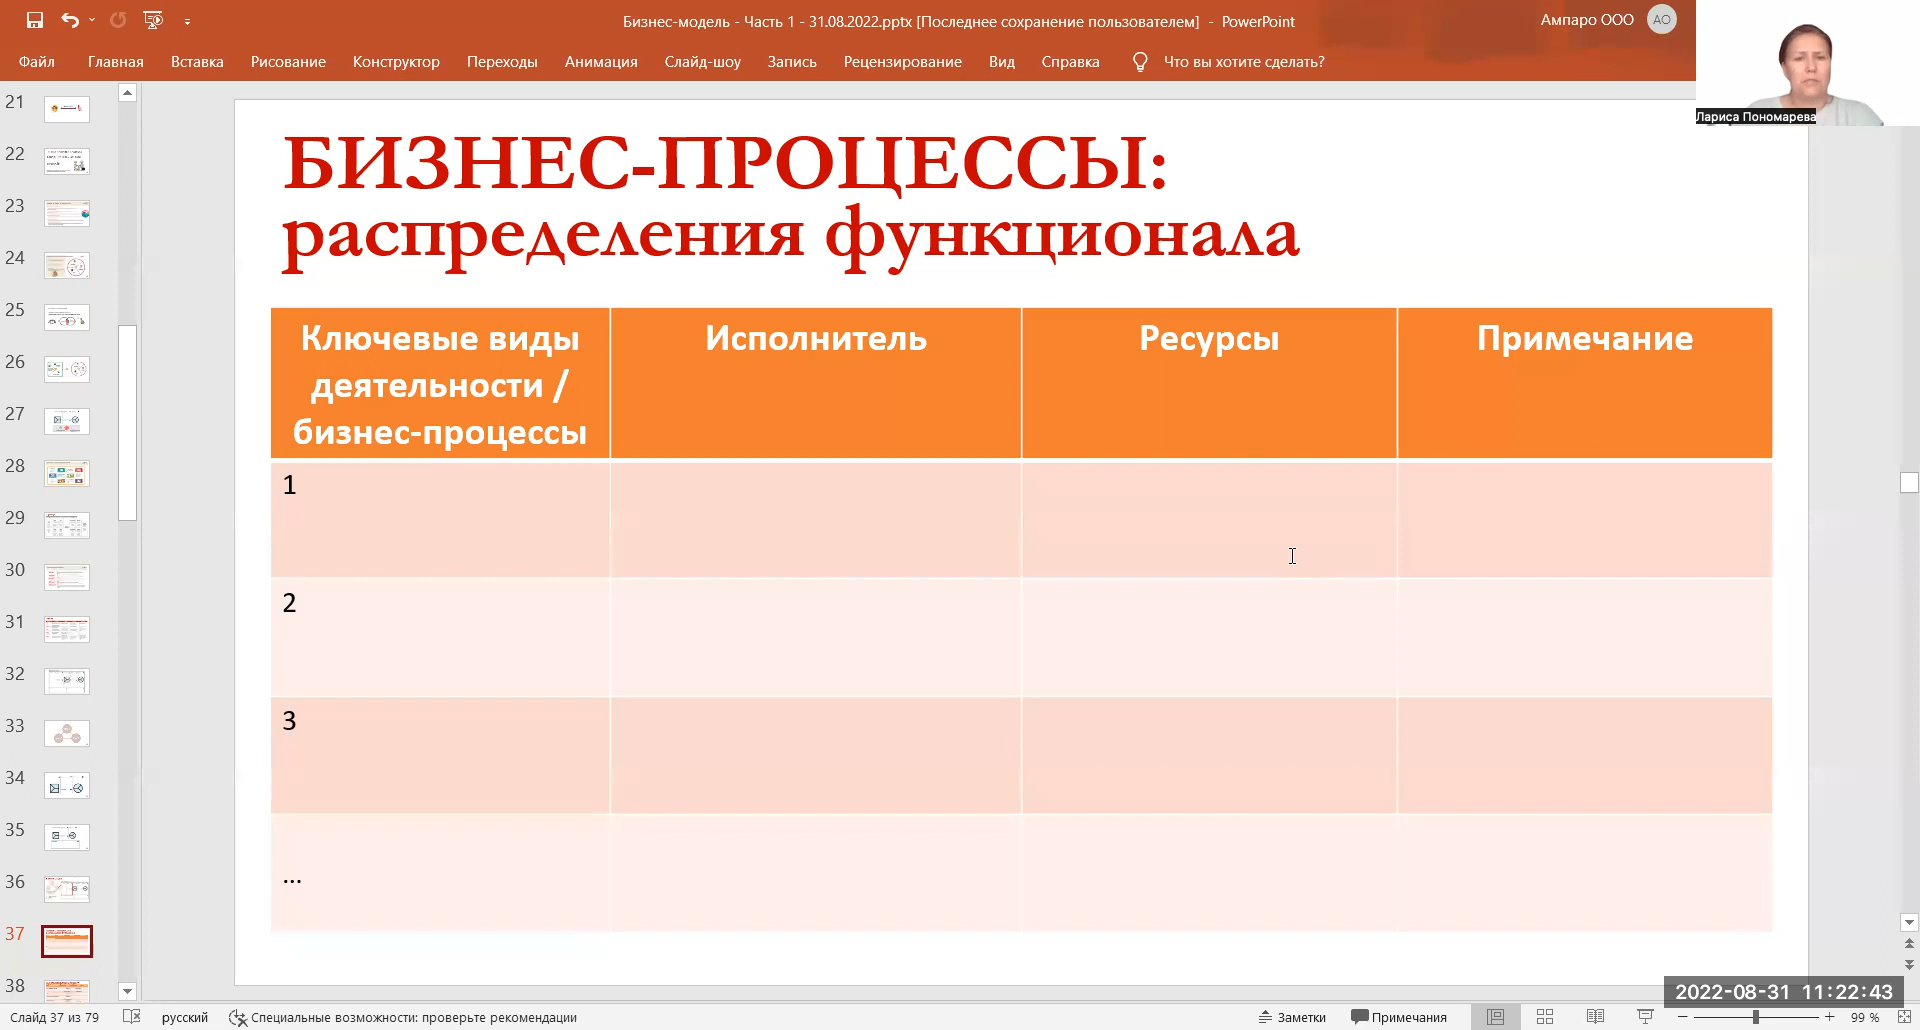 Бизнес-модель - Часть 1 - 31.08.2022.pptx [Последнее сохранение пользователем] - PowerPoint
Ампаро ООО
АО
Файл Главная Вставка Рисование Конструктор Переходы Анимация Слайд-шоу Запись Рецензирование Вид Справка Что вы хотите сделать?
Лариса Пономарева
21
22
23
24
25
26
27
28
29
30
31
32
33
34
35
36
37
38
БИЗНЕС-ПРОЦЕССЫ:
распределения функционала
Ключевые виды
деятельности /
бизнес-процессы
Исполнитель
Ресурсы
Примечание
1
2
3
...
2022-08-31 11:22:43
Слайд 37 из 79 русский Специальные возможности: проверьте рекомендации Заметки Примечания 99 %